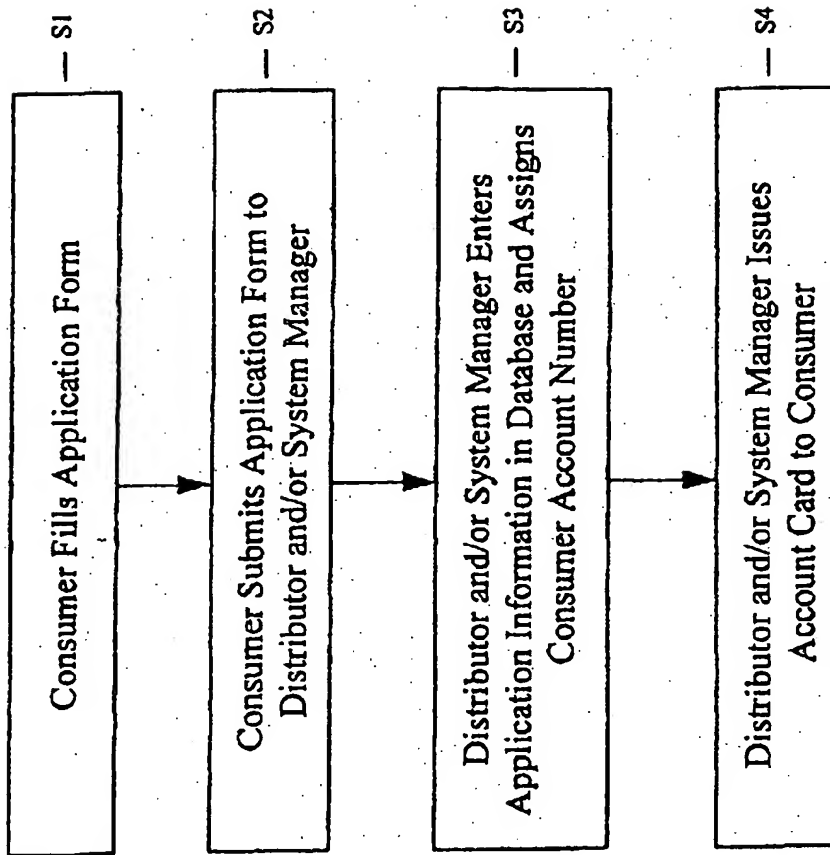 Consumer Fills Application Form
— S1
Consumer Submits Application Form to
Distributor and/or System Manager
— S2
Distributor and/or System Manager Enters
Application Information in Database and Assigns
Consumer Account Number
— S3
Distributor and/or System Manager Issues
Account Card to Consumer
— S4